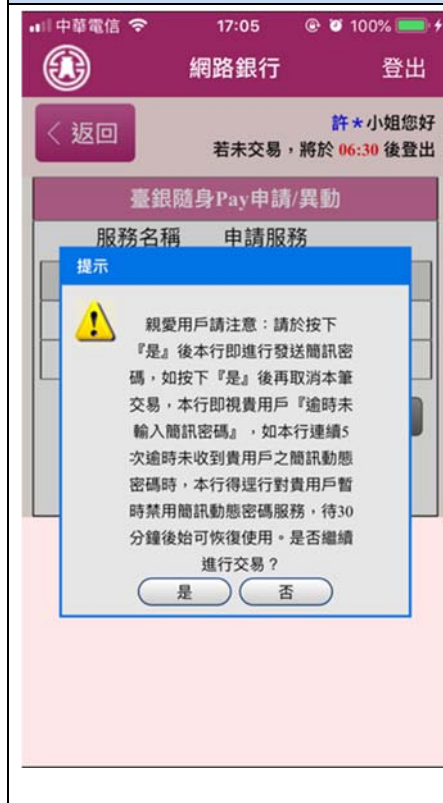 中華電信 17:05 100%
網路銀行 登出
返回 許*小姐您好
若未交易,將於 06:30 後登出
臺銀隨身Pay申請/異動
服務名稱 申請服務
提示
親愛用戶請注意:請於按下
『是』後本行即進行發送簡訊密
碼,如按下『是』後再取消本筆
交易,本行即視貴用戶『逾時未
輸入簡訊密碼』,如本行連續5
次逾時未收到貴用戶之簡訊動態
密碼時,本行得逕行對貴用戶暫
時禁用簡訊動態密碼服務,待30
分鐘後始可恢復使用。是否繼續
進行交易?
是 否